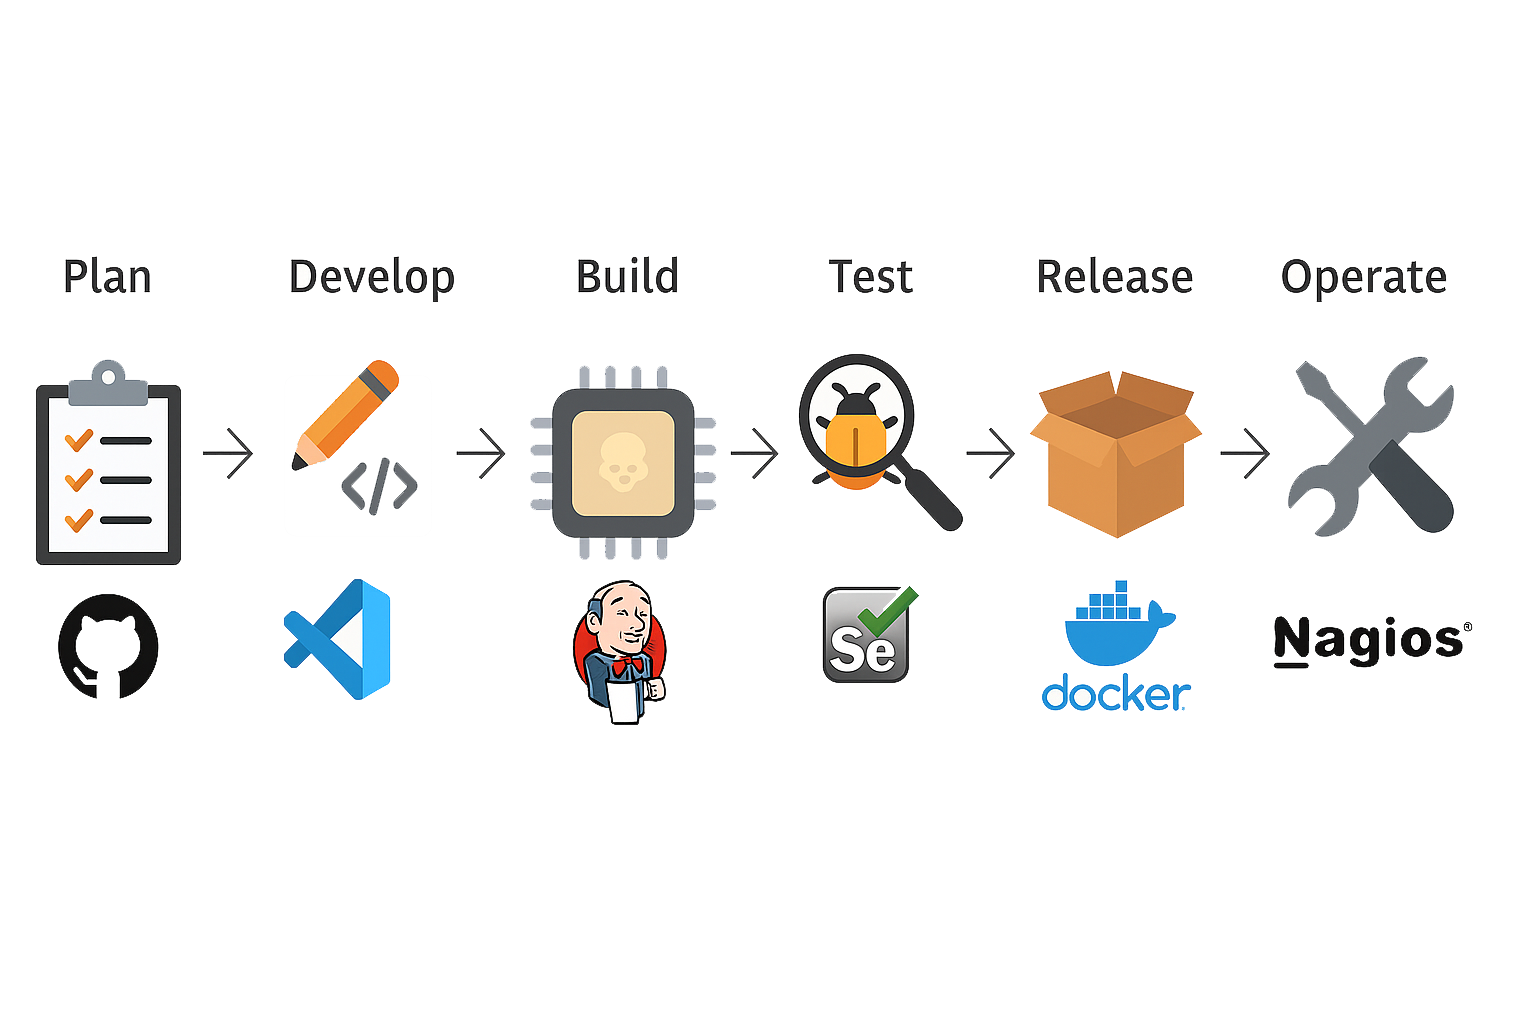 Plan
Develop
Build
Test
Release
Operate
</>
Se
docker
Nagios®